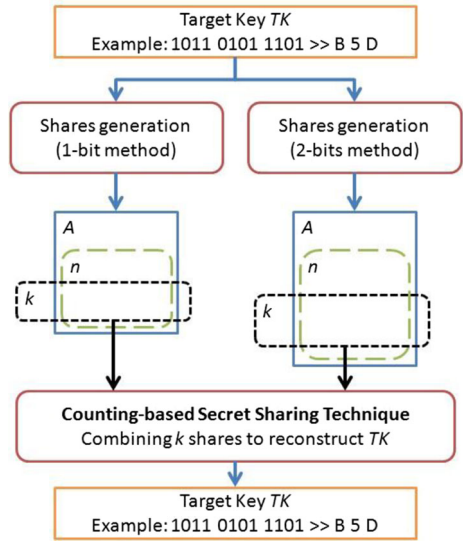 Target Key TK
Example: 1011 0101 1101 >> B 5 D
Shares generation
(1-bit method)
Shares generation
(2-bits method)
A
n
k
A
n
k
Counting-based Secret Sharing Technique
Combining k shares to reconstruct TK
Target Key TK
Example: 1011 0101 1101 >> B 5 D